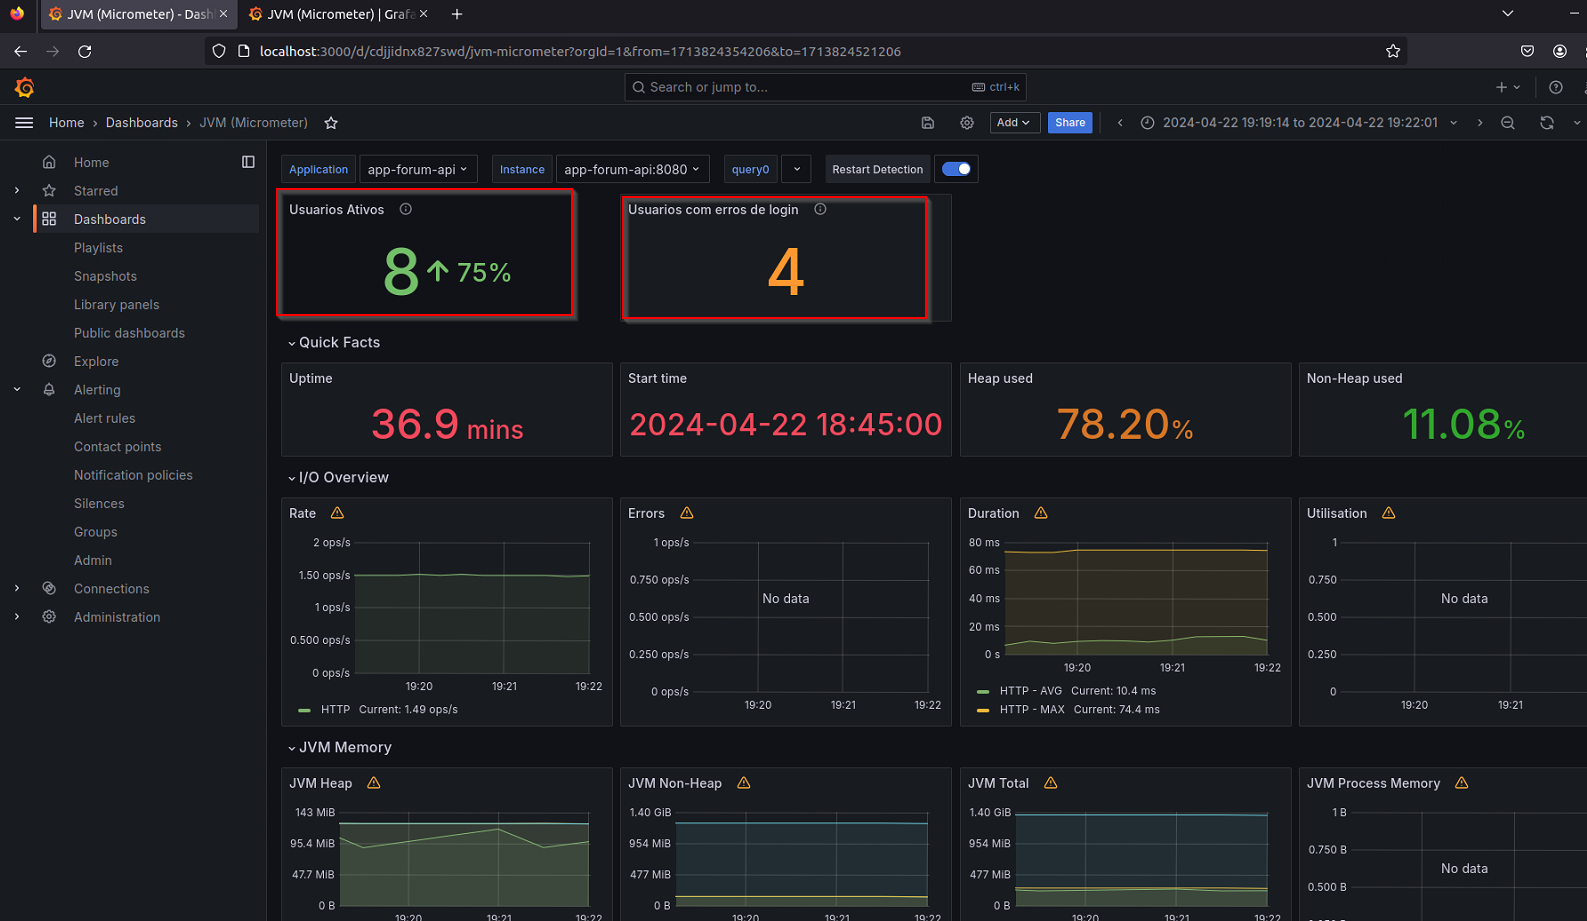 JVM (Micrometer) - Dash
JVM (Micrometer) | Grafa
localhost:3000/d/cdjjidnx827swd/jvm-micrometer?orgId=1&from=1713824354206&to=1713824521206
Search or jump to...
ctrl+k
Home › Dashboards › JVM (Micrometer)
Add
Share
2024-04-22 19:19:14 to 2024-04-22 19:22:01
Home
Starred
Dashboards
Playlists
Snapshots
Library panels
Public dashboards
Explore
Alerting
Alert rules
Contact points
Notification policies
Silences
Groups
Admin
Connections
Administration
Application app-forum-api Instance app-forum-api:8080 query0 Restart Detection
Usuarios Ativos
8 75%
Usuarios com erros de login
4
Quick Facts
Uptime
36.9 mins
Start time
2024-04-22 18:45:00
Heap used
78.20%
Non-Heap used
11.08%
I/O Overview
Rate
2 ops/s
1.50 ops/s
1 ops/s
0.500 ops/s
0 ops/s
19:20 19:21 19:22
HTTP Current: 1.49 ops/s
Errors
1 ops/s
0.750 ops/s
0.500 ops/s
0.250 ops/s
0 ops/s
No data
19:20 19:21 19:22
Duration
80 ms
60 ms
40 ms
20 ms
0 s
19:20 19:21 19:22
HTTP - AVG Current: 10.4 ms
HTTP - MAX Current: 74.4 ms
Utilisation
1
0.750
0.500
0.250
0
No data
19:20 19:21
JVM Memory
JVM Heap
143 MiB
95.4 MiB
47.7 MiB
0 B
19:20 19:21 19:22
JVM Non-Heap
1.40 GiB
954 MiB
477 MiB
0 B
19:20 19:21 19:22
JVM Total
1.40 GiB
954 MiB
477 MiB
0 B
19:20 19:21 19:22
JVM Process Memory
1 B
0.750 B
0.500 B
No data